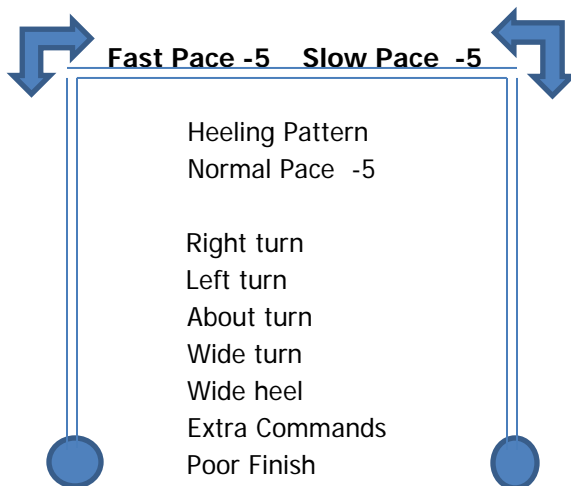 Fast Pace -5 Slow Pace -5
Heeling Pattern
Normal Pace -5
Right turn
Left turn
About turn
Wide turn
Wide heel
Extra Commands
Poor Finish